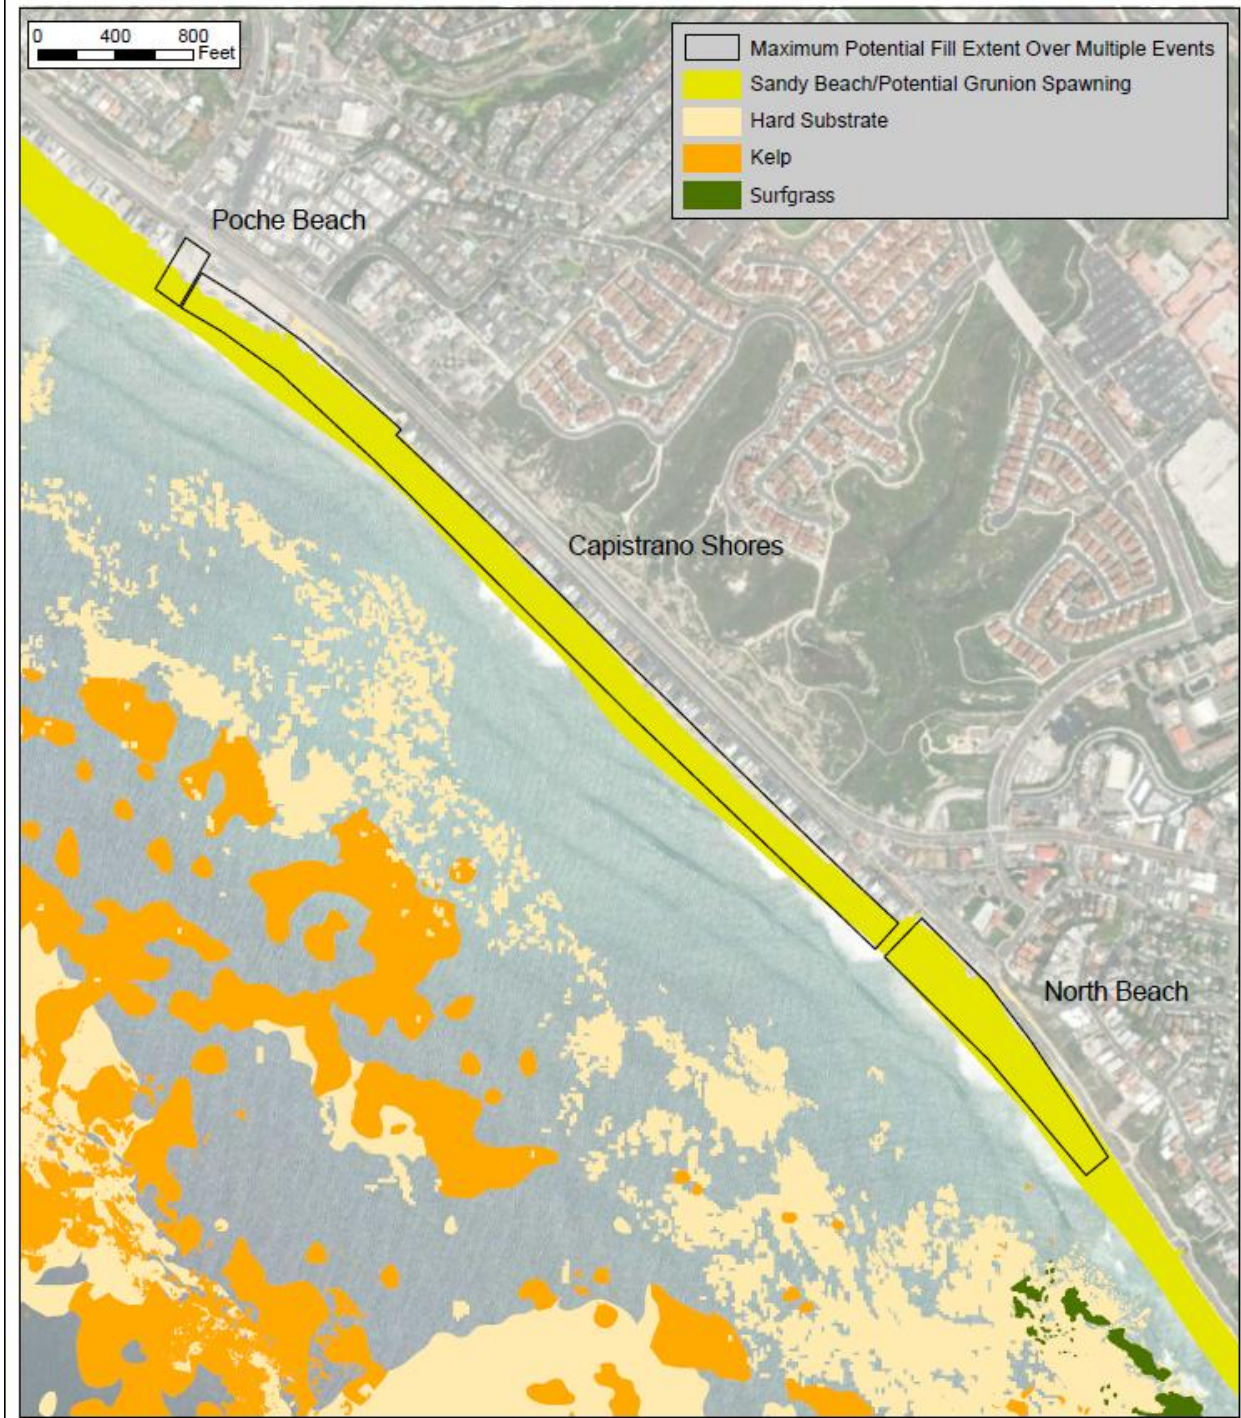 0 400 800
Feet
Maximum Potential Fill Extent Over Multiple Events
Sandy Beach/Potential Grunion Spawning
Hard Substrate
Kelp
Surfgrass
Poche Beach
Capistrano Shores
North Beach